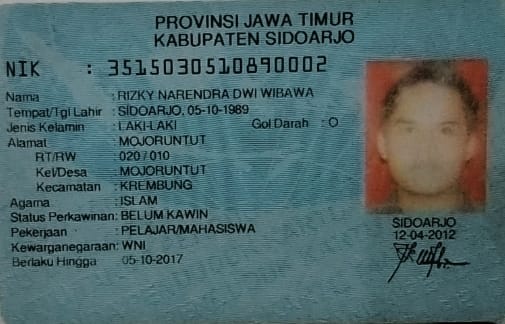 PROVINSI JAWA TIMUR
KABUPATEN SIDOARJO
NIK : 3515030510890002
Nama : RIZKY NARENDRA DWI WIBAWA
Tempat/Tgl Lahir : SIDOARJO, 05-10-1989
Jenis Kelamin : LAKI-LAKI Gol Darah : O
Alamat : MOJORUNTUT
RT/RW : 020/010
Kel/Desa : MOJORUNTUT
Kecamatan : KREMBUNG
Agama : ISLAM
Status Perkawinan: BELUM KAWIN
Pekerjaan : PELAJAR/MAHASISWA
Kewarganegaraan: WNI
Berlaku Hingga : 05-10-2017
SIDOARJO
12-04-2012